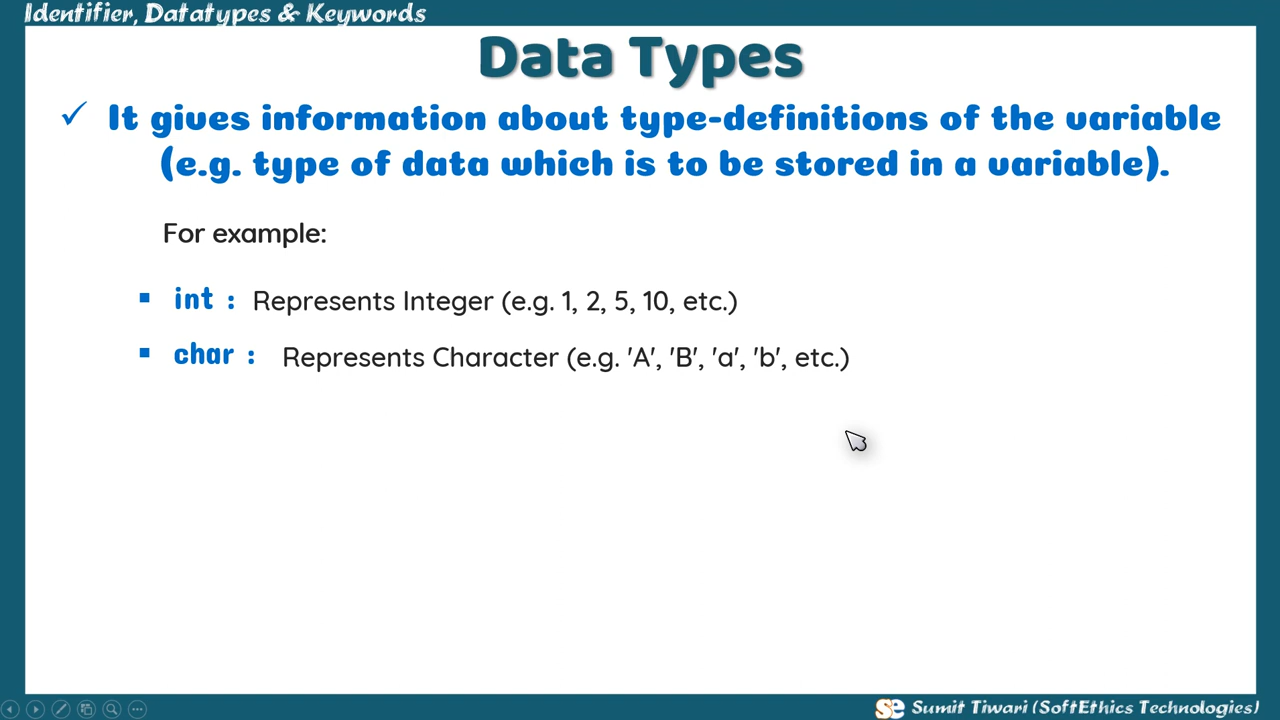 Identifier, Datatypes & Keywords
Data Types
✓ It gives information about type-definitions of the variable
(e.g. type of data which is to be stored in a variable).
For example:
▪ int : Represents Integer (e.g. 1, 2, 5, 10, etc.)
▪ char : Represents Character (e.g. 'A', 'B', 'a', 'b', etc.)
se Sumit Tiwari (SoftEthics Technologies)